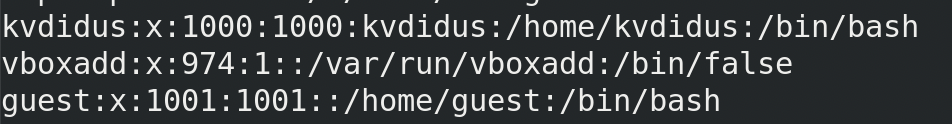 kvdidus:x:1000:1000:kvdidus:/home/kvdidus:/bin/bash
vboxadd:x:974:1::/var/run/vboxadd:/bin/false
guest:x:1001:1001::/home/guest:/bin/bash